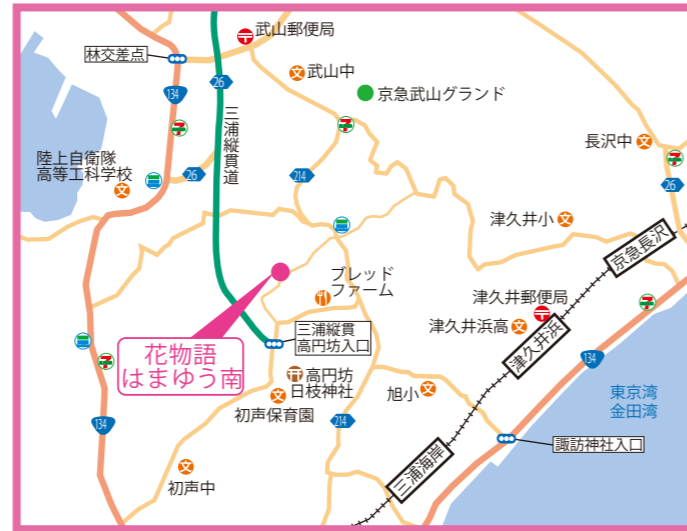 武山郵便局
林交差点
武山中
26
京急武山グランド
134
三浦縦貫道
長沢中
陸上自衛隊
高等工科学校
26
214
26
津久井小
京急長沢
ブレッド
ファーム
津久井郵便局
津久井浜高
津久井浜
三浦縦貫
高円坊入口
花物語
はまゆう南
134
高円坊
日枝神社
旭小
東京湾
金田湾
初声保育園
134
214
諏訪神社入口
三浦海岸
初声中